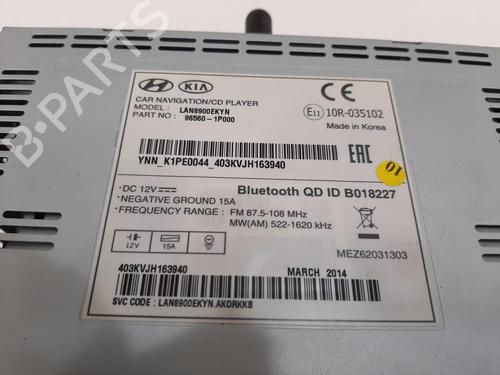 B-PARTS
HYUNDAI KIA
CAR NAVIGATION/CD PLAYER
MODEL : LAN8900EKYN
PART NO : 96560-1P000
CE
E11 10R-035102
Made in Korea
YNN_K1PE0044_403KVJH163940
EAC
10
*DC 12V
*NEGATIVE GROUND 15A
*FREQUENCY RANGE : FM 87.5-108 MHz
MW(AM) 522-1620 kHz
Bluetooth QD ID B018227
12V
15A
MEZ62031303
403KVJH163940
MARCH 2014
SVC CODE : LAN8900EKYN.AKORKKB